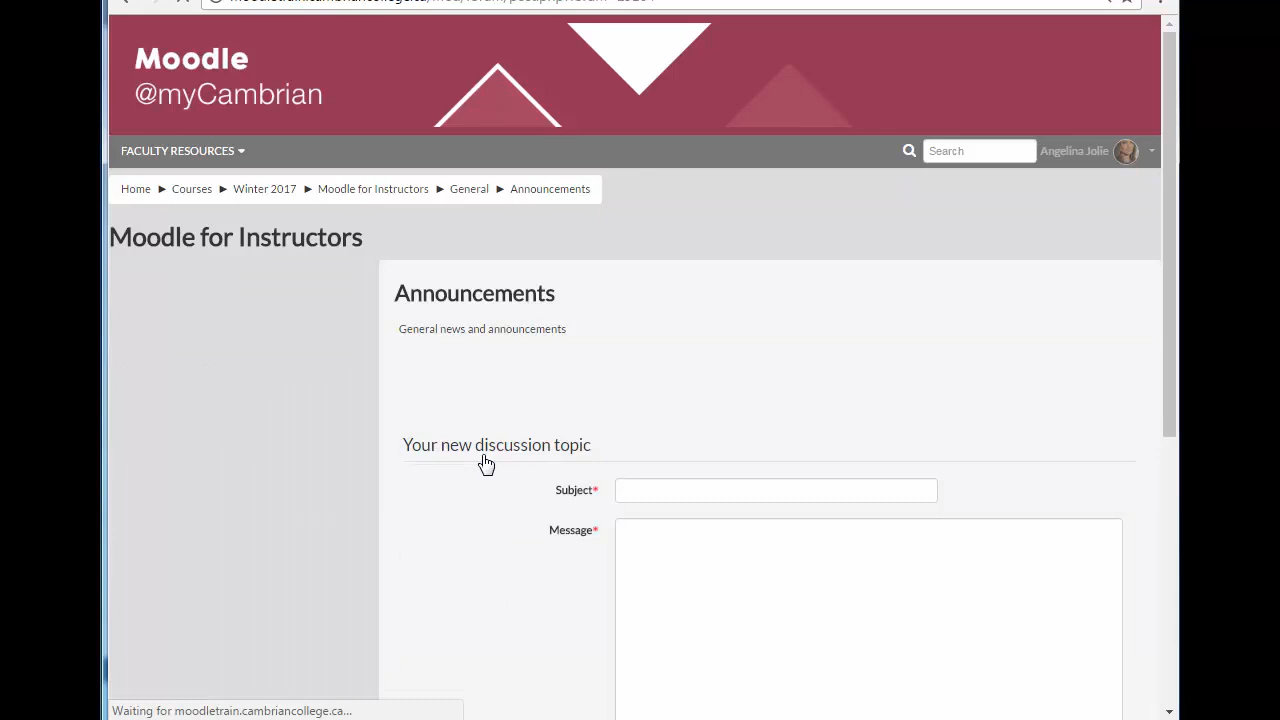 Moodle
@myCambrian
FACULTY RESOURCES
Search
Angelina Jolie
Home ► Courses ► Winter 2017 ► Moodle for Instructors ► General ► Announcements
Moodle for Instructors
Announcements
General news and announcements
Your new discussion topic
Subject*
Message*
Waiting for moodletrain.cambriancollege.ca...